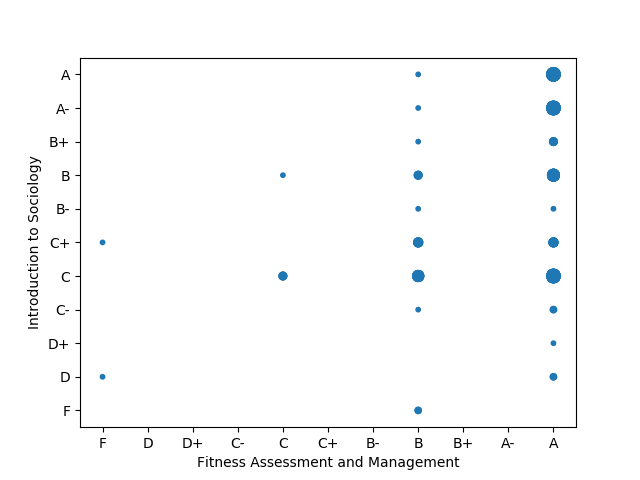 A
A-
B+
B
B-
C+
C
C-
D+
D
F
Introduction to Sociology
F D D+ C- C C+ B- B B+ A- A
Fitness Assessment and Management